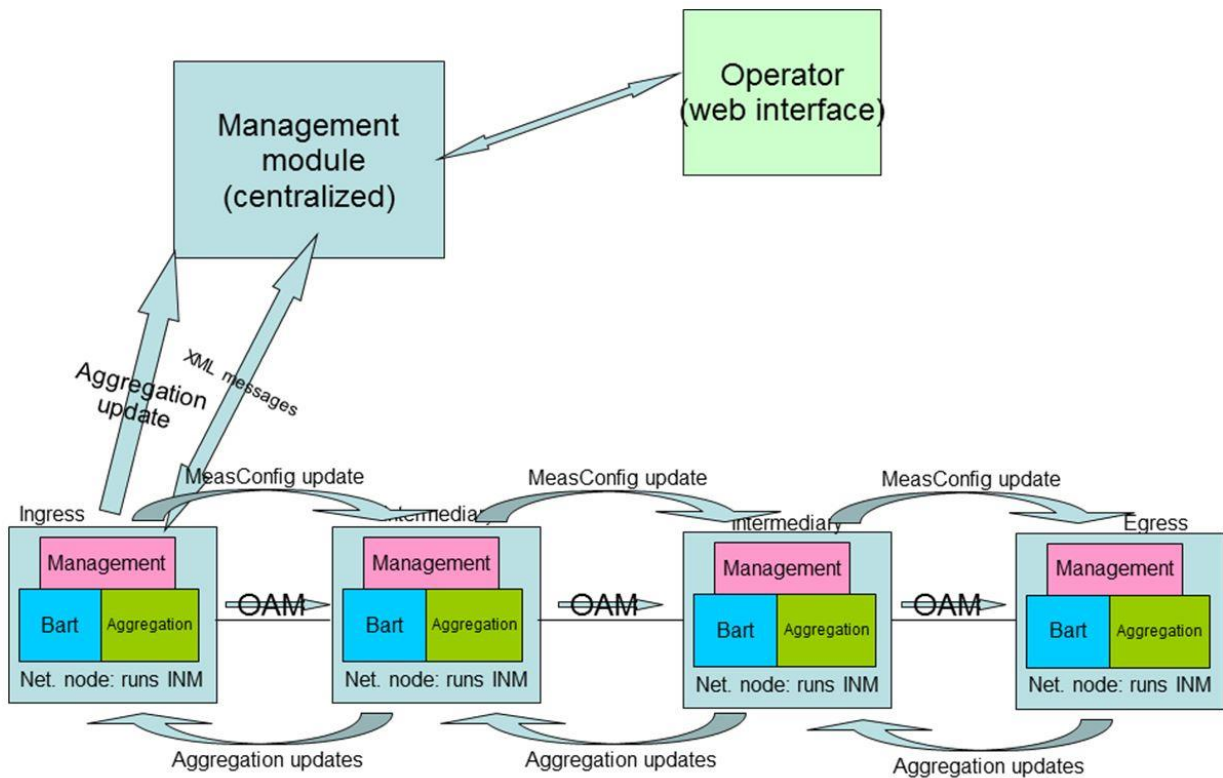 Operator
(web interface)
Management
module
(centralized)
Aggregation
update
XML messages
MeasConfig update
MeasConfig update
MeasConfig update
Ingress
Intermediary
Intermediary
Egress
Management
Bart
Aggregation
Net. node: runs INM
OAM
Management
Bart
Aggregation
Net. node: runs INM
OAM
Management
Bart
Aggregation
Net. node: runs INM
OAM
Management
Bart
Aggregation
Net. node: runs INM
Aggregation updates
Aggregation updates
Aggregation updates